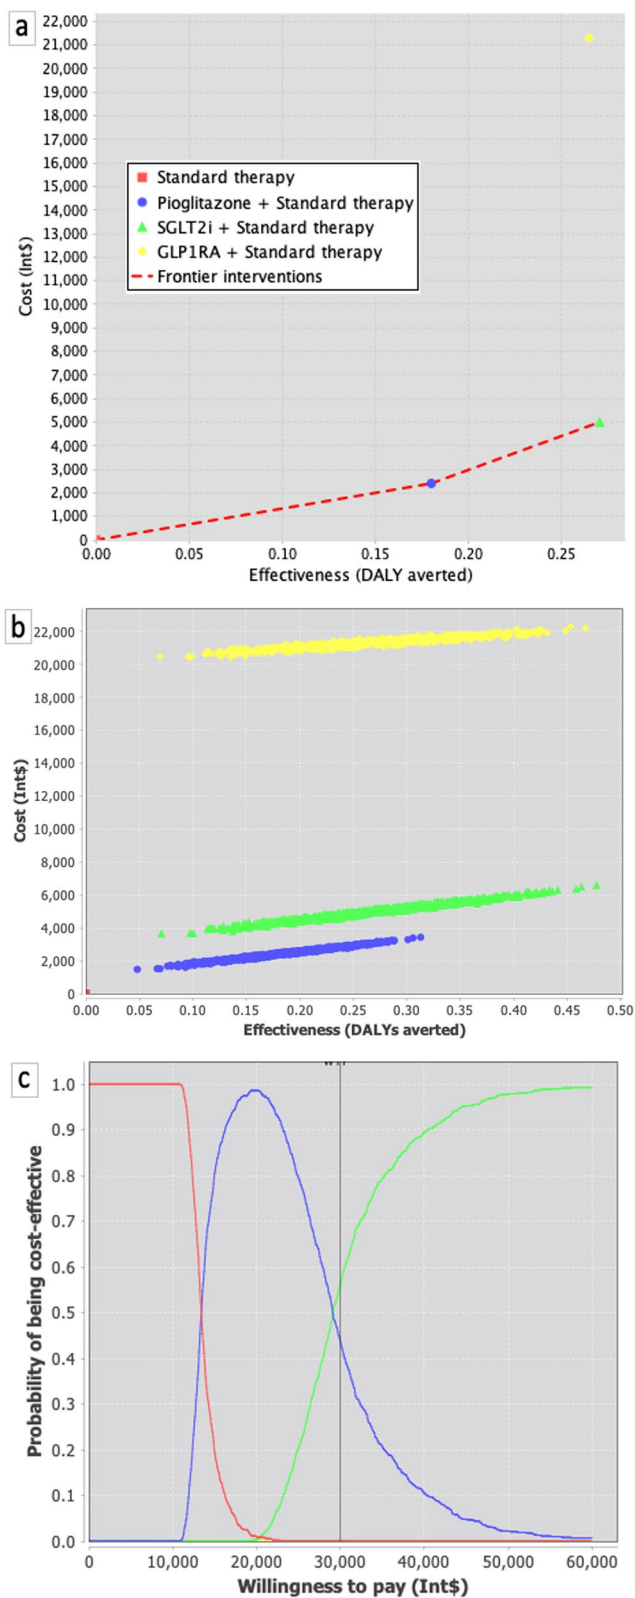 a
22,000
21,000
20,000
19,000
18,000
17,000
16,000
15,000
14,000
13,000
12,000
11,000
10,000
9,000
8,000
7,000
6,000
5,000
4,000
3,000
2,000
1,000
0
Cost (Int$)
Standard therapy
Pioglitazone + Standard therapy
SGLT2i + Standard therapy
GLP1RA + Standard therapy
Frontier interventions
0.00 0.05 0.10 0.15 0.20 0.25
Effectiveness (DALY averted)
b
22,000
20,000
18,000
16,000
14,000
12,000
10,000
8,000
6,000
4,000
2,000
0
Cost (Int$)
0.00 0.05 0.10 0.15 0.20 0.25 0.30 0.35 0.40 0.45 0.50
Effectiveness (DALYs averted)
c
1.0
0.9
0.8
0.7
0.6
0.5
0.4
0.3
0.2
0.1
0.0
Probability of being cost-effective
0 10,000 20,000 30,000 40,000 50,000 60,000
Willingness to pay (Int$)